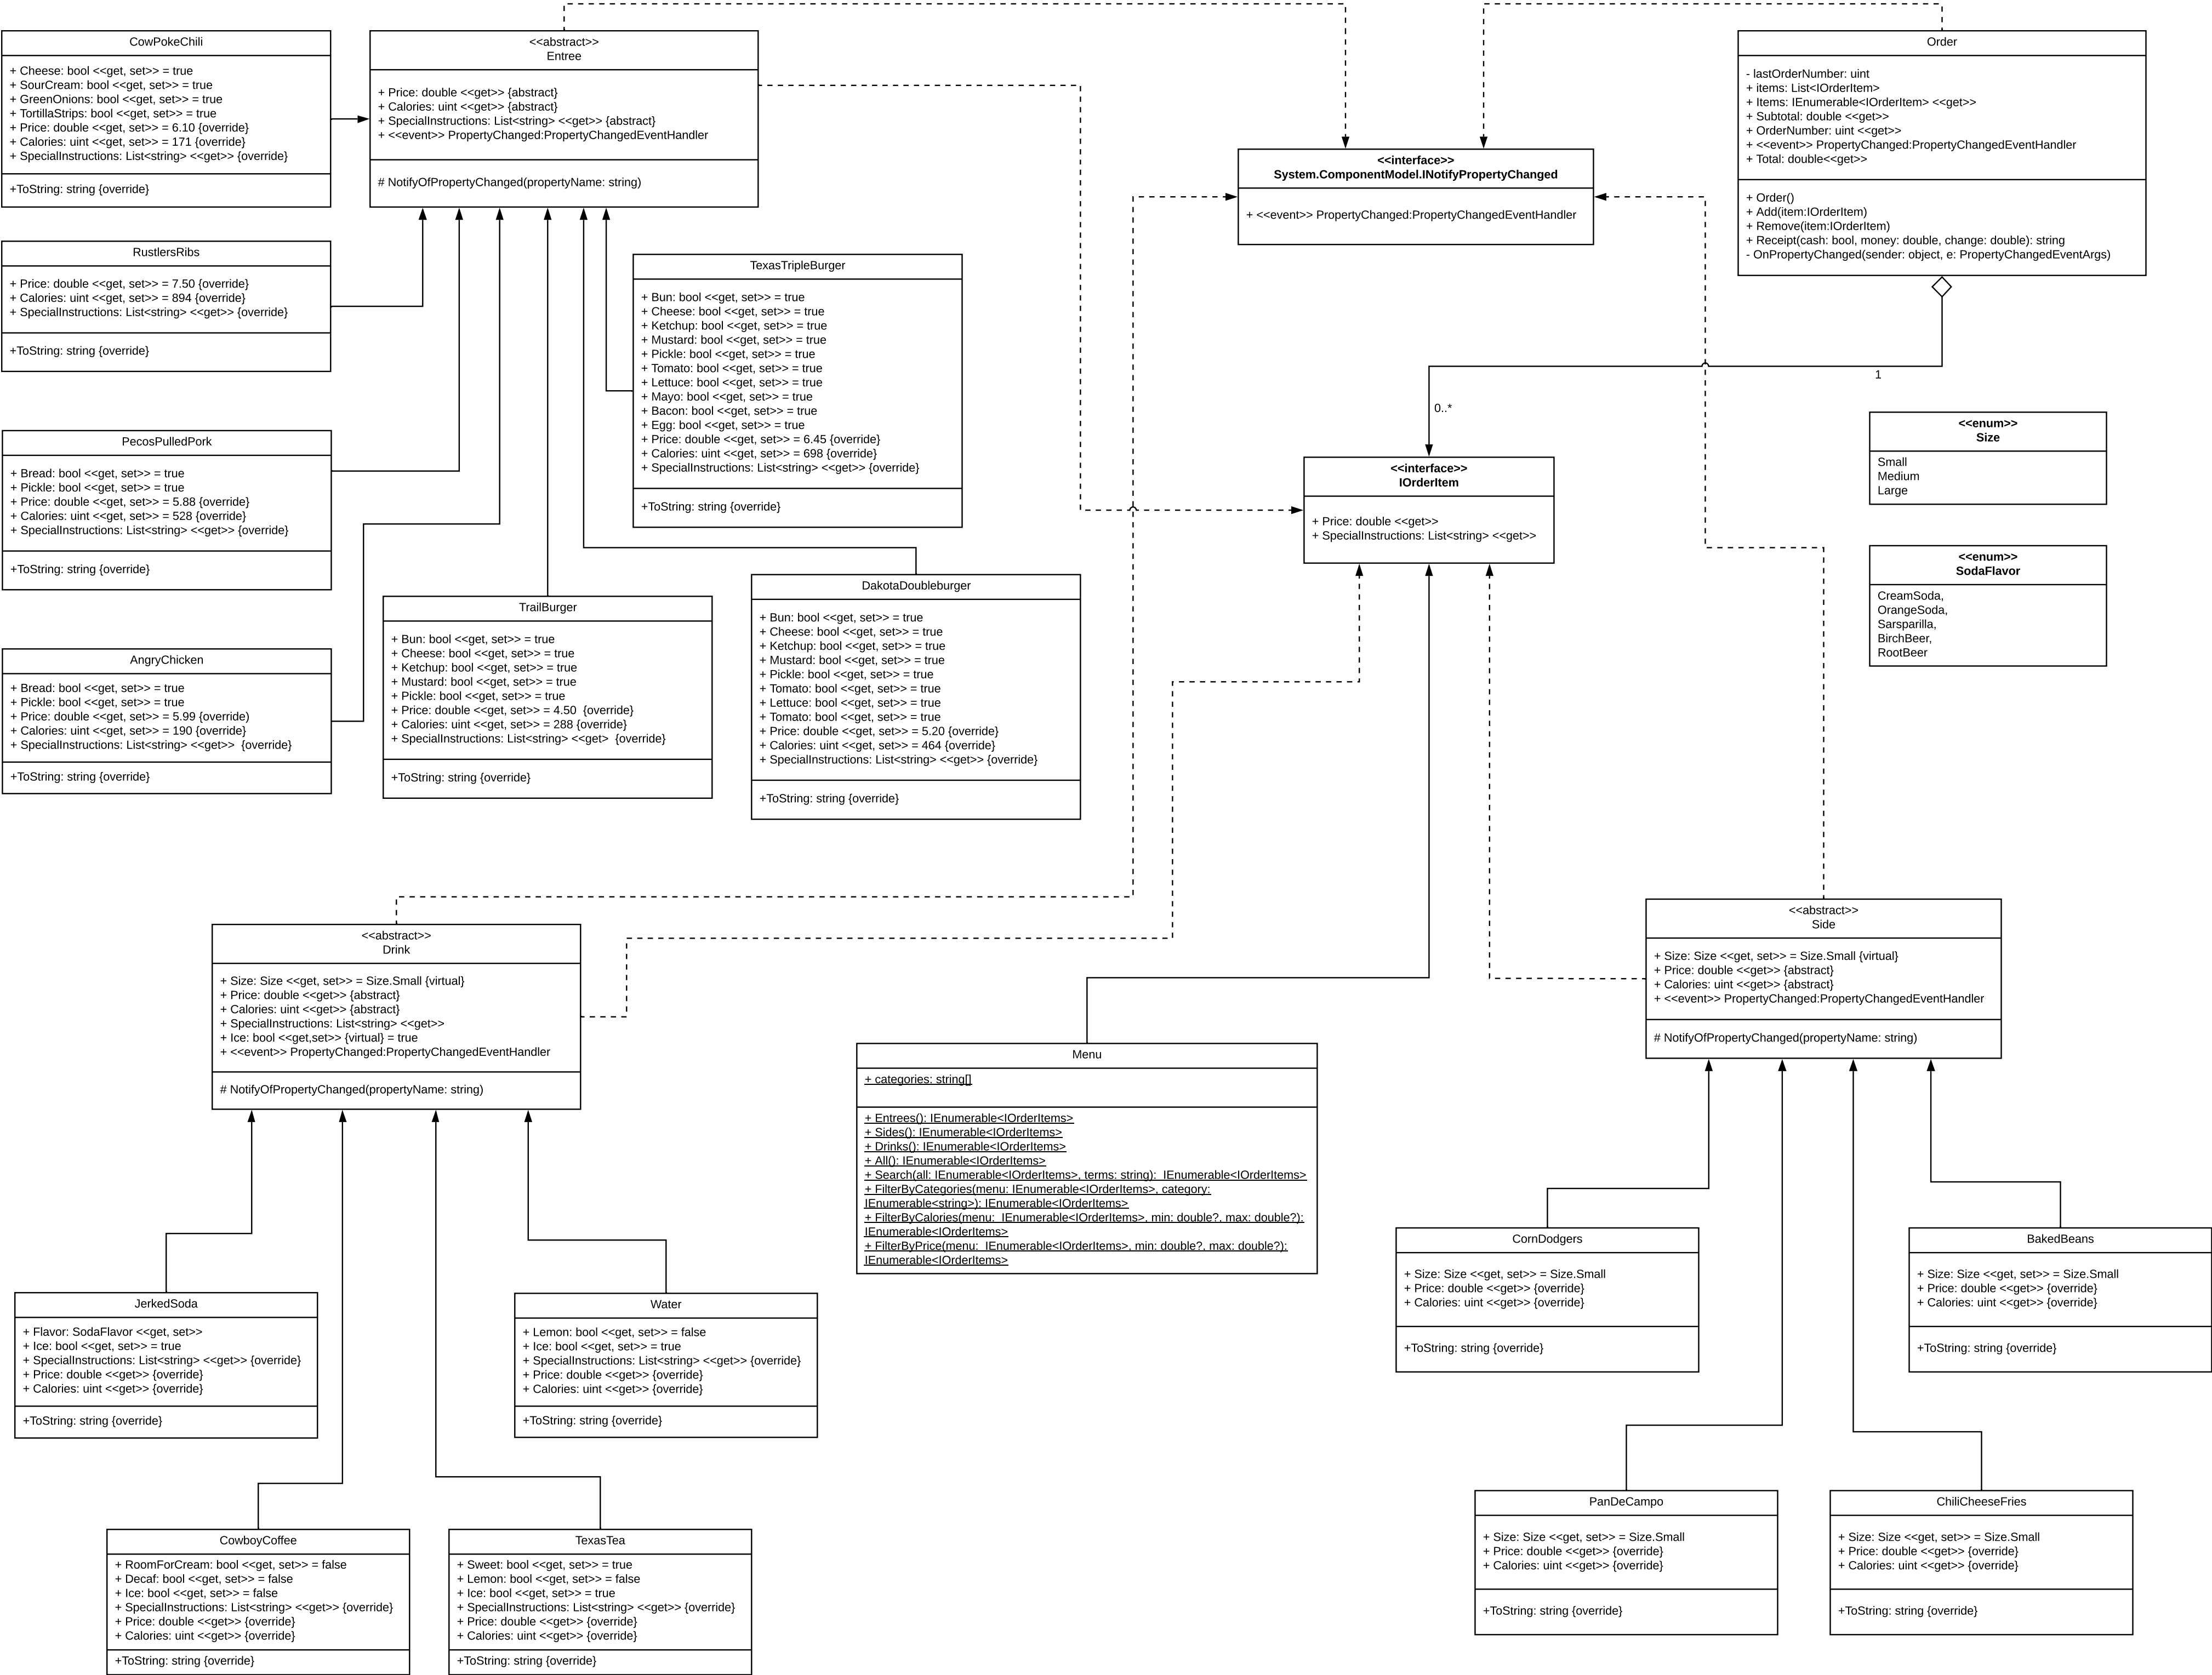 CowPokeChili
+ Cheese: bool <<get, set>> = true
+ SourCream: bool <<get, set>> = true
+ GreenOnions: bool <<get, set>> = true
+ TortillaStrips: bool <<get, set>> = true
+ Price: double <<get, set>> = 6.10 {override}
+ Calories: uint <<get, set>> = 171 {override}
+ SpecialInstructions: List<string> <<get>> {override}
+ToString: string {override}
<<abstract>>
Entree
+ Price: double <<get>> {abstract}
+ Calories: uint <<get>> {abstract}
+ SpecialInstructions: List<string> <<get>> {abstract}
+ <<event>> PropertyChanged:PropertyChangedEventHandler
# NotifyOfPropertyChanged(propertyName: string)
<<interface>>
System.ComponentModel.INotifyPropertyChanged
+ <<event>> PropertyChanged:PropertyChangedEventHandler
Order
- lastOrderNumber: uint
+ items: List<IOrderItem>
+ Items: IEnumerable<IOrderItem> <<get>>
+ Subtotal: double <<get>>
+ OrderNumber: uint <<get>>
+ <<event>> PropertyChanged:PropertyChangedEventHandler
+ Total: double<<get>>
+ Order()
+ Add(item:IOrderItem)
+ Remove(item:IOrderItem)
+ Receipt(cash: bool, money: double, change: double): string
- OnPropertyChanged(sender: object, e: PropertyChangedEventArgs)
RustlersRibs
+ Price: double <<get, set>> = 7.50 {override}
+ Calories: uint <<get, set>> = 894 {override}
+ SpecialInstructions: List<string> <<get>> {override}
+ToString: string {override}
TexasTripleBurger
+ Bun: bool <<get, set>> = true
+ Cheese: bool <<get, set>> = true
+ Ketchup: bool <<get, set>> = true
+ Mustard: bool <<get, set>> = true
+ Pickle: bool <<get, set>> = true
+ Tomato: bool <<get, set>> = true
+ Lettuce: bool <<get, set>> = true
+ Mayo: bool <<get, set>> = true
+ Bacon: bool <<get, set>> = true
+ Egg: bool <<get, set>> = true
+ Price: double <<get, set>> = 6.45 {override}
+ Calories: uint <<get, set>> = 698 {override}
+ SpecialInstructions: List<string> <<get>> {override}
+ToString: string {override}
1
0..*
<<interface>>
IOrderItem
+ Price: double <<get>>
+ SpecialInstructions: List<string> <<get>>
<<enum>>
Size
Small
Medium
Large
<<enum>>
SodaFlavor
CreamSoda,
OrangeSoda,
Sarsparilla,
BirchBeer,
RootBeer
PecosPulledPork
+ Bread: bool <<get, set>> = true
+ Pickle: bool <<get, set>> = true
+ Price: double <<get, set>> = 5.88 {override}
+ Calories: uint <<get, set>> = 528 {override}
+ SpecialInstructions: List<string> <<get>> {override}
+ToString: string {override}
AngryChicken
+ Bread: bool <<get, set>> = true
+ Pickle: bool <<get, set>> = true
+ Price: double <<get, set>> = 5.99 {override)
+ Calories: uint <<get, set>> = 190 {override}
+ SpecialInstructions: List<string> <<get>>  {override}
+ToString: string {override}
TrailBurger
+ Bun: bool <<get, set>> = true
+ Cheese: bool <<get, set>> = true
+ Ketchup: bool <<get, set>> = true
+ Mustard: bool <<get, set>> = true
+ Pickle: bool <<get, set>> = true
+ Price: double <<get, set>> = 4.50  {override}
+ Calories: uint <<get, set>> = 288 {override}
+ SpecialInstructions: List<string> <<get>  {override}
+ToString: string {override}
DakotaDoubleburger
+ Bun: bool <<get, set>> = true
+ Cheese: bool <<get, set>> = true
+ Ketchup: bool <<get, set>> = true
+ Mustard: bool <<get, set>> = true
+ Pickle: bool <<get, set>> = true
+ Tomato: bool <<get, set>> = true
+ Lettuce: bool <<get, set>> = true
+ Tomato: bool <<get, set>> = true
+ Price: double <<get, set>> = 5.20 {override}
+ Calories: uint <<get, set>> = 464 {override}
+ SpecialInstructions: List<string> <<get>> {override}
+ToString: string {override}
<<abstract>>
Drink
+ Size: Size <<get, set>> = Size.Small {virtual}
+ Price: double <<get>> {abstract}
+ Calories: uint <<get>> {abstract}
+ SpecialInstructions: List<string> <<get>>
+ Ice: bool <<get,set>> {virtual} = true
+ <<event>> PropertyChanged:PropertyChangedEventHandler
# NotifyOfPropertyChanged(propertyName: string)
Menu
+ categories: string[]
+ Entrees(): IEnumerable<IOrderItems>
+ Sides(): IEnumerable<IOrderItems>
+ Drinks(): IEnumerable<IOrderItems>
+ All(): IEnumerable<IOrderItems>
+ Search(all: IEnumerable<IOrderItems>, terms: string):  IEnumerable<IOrderItems>
+ FilterByCategories(menu: IEnumerable<IOrderItems>, category:
IEnumerable<string>): IEnumerable<IOrderItems>
+ FilterByCalories(menu:  IEnumerable<IOrderItems>, min: double?, max: double?):
IEnumerable<IOrderItems>
+ FilterByPrice(menu:  IEnumerable<IOrderItems>, min: double?, max: double?):
IEnumerable<IOrderItems>
<<abstract>>
Side
+ Size: Size <<get, set>> = Size.Small {virtual}
+ Price: double <<get>> {abstract}
+ Calories: uint <<get>> {abstract}
+ <<event>> PropertyChanged:PropertyChangedEventHandler
# NotifyOfPropertyChanged(propertyName: string)
JerkedSoda
+ Flavor: SodaFlavor <<get, set>>
+ Ice: bool <<get, set>> = true
+ SpecialInstructions: List<string> <<get>> {override}
+ Price: double <<get>> {override}
+ Calories: uint <<get>> {override}
+ToString: string {override}
Water
+ Lemon: bool <<get, set>> = false
+ Ice: bool <<get, set>> = true
+ SpecialInstructions: List<string> <<get>> {override}
+ Price: double <<get>> {override}
+ Calories: uint <<get>> {override}
+ToString: string {override}
CornDodgers
+ Size: Size <<get, set>> = Size.Small
+ Price: double <<get>> {override}
+ Calories: uint <<get>> {override}
+ToString: string {override}
BakedBeans
+ Size: Size <<get, set>> = Size.Small
+ Price: double <<get>> {override}
+ Calories: uint <<get>> {override}
+ToString: string {override}
CowboyCoffee
+ RoomForCream: bool <<get, set>> = false
+ Decaf: bool <<get, set>> = false
+ Ice: bool <<get, set>> = false
+ SpecialInstructions: List<string> <<get>> {override}
+ Price: double <<get>> {override}
+ Calories: uint <<get>> {override}
+ToString: string {override}
TexasTea
+ Sweet: bool <<get, set>> = true
+ Lemon: bool <<get, set>> = false
+ Ice: bool <<get, set>> = true
+ SpecialInstructions: List<string> <<get>> {override}
+ Price: double <<get>> {override}
+ Calories: uint <<get>> {override}
+ToString: string {override}
PanDeCampo
+ Size: Size <<get, set>> = Size.Small
+ Price: double <<get>> {override}
+ Calories: uint <<get>> {override}
+ToString: string {override}
ChiliCheeseFries
+ Size: Size <<get, set>> = Size.Small
+ Price: double <<get>> {override}
+ Calories: uint <<get>> {override}
+ToString: string {override}